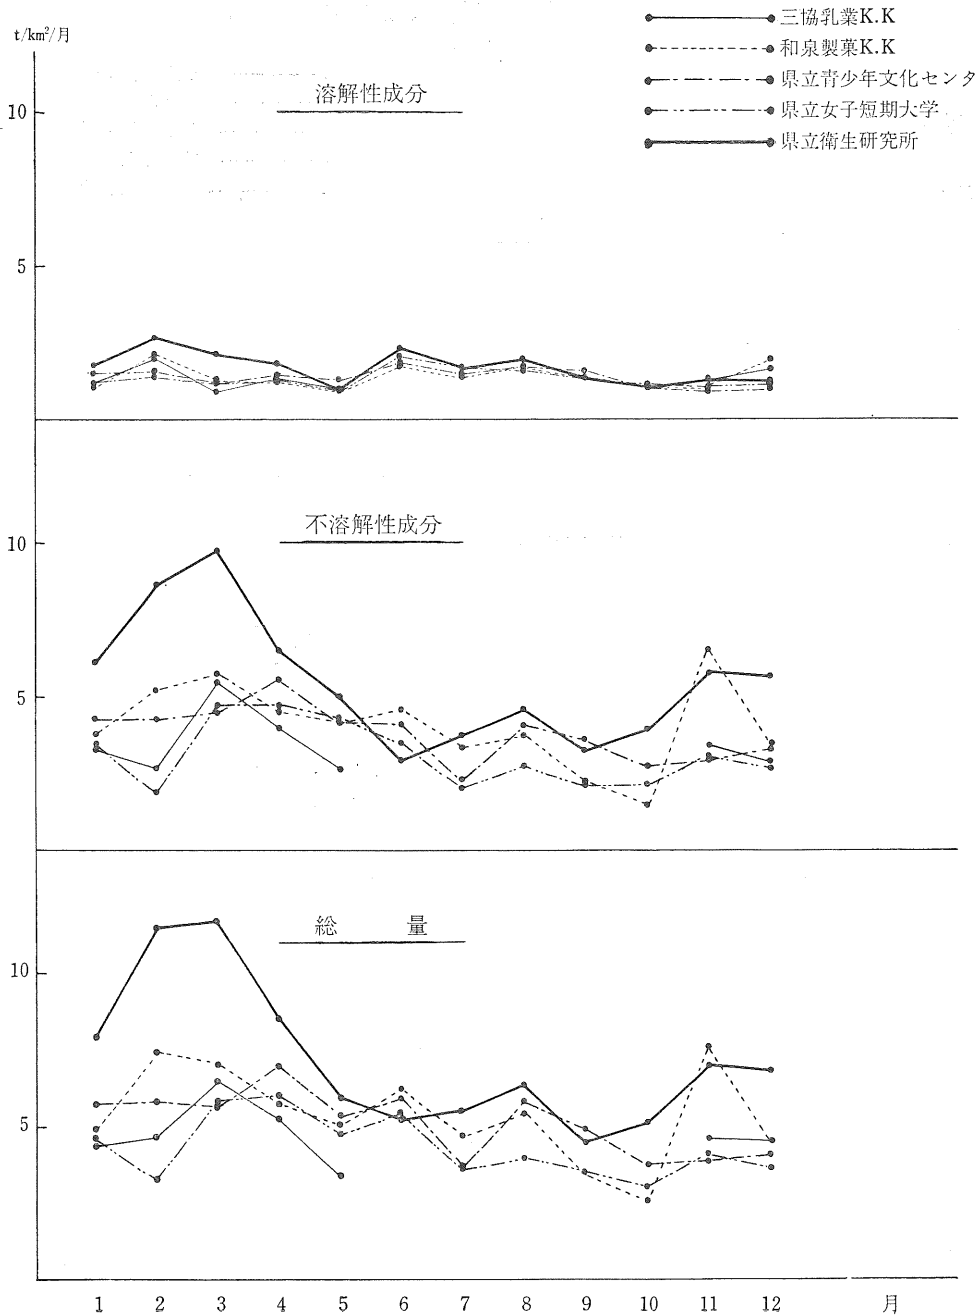 t/km²/月
三協乳業K.K
和泉製菓K.K
県立青少年文化センタ
県立女子短期大学
県立衛生研究所
溶解性成分
10
5
不溶解性成分
10
5
総 量
10
5
1 2 3 4 5 6 7 8 9 10 11 12 月